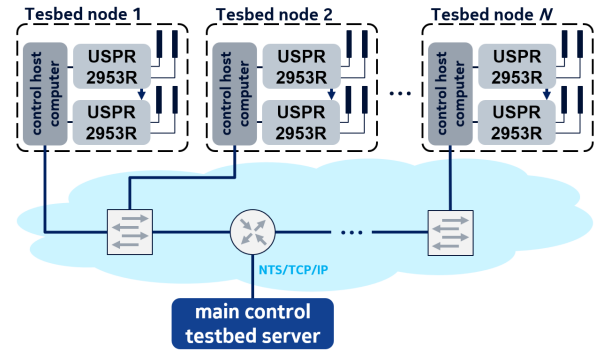 Tesbed node 1
control host
computer
USPR
2953R
USPR
2953R
Tesbed node 2
control host
computer
USPR
2953R
USPR
2953R
...
Tesbed node N
control host
computer
USPR
2953R
USPR
2953R
...
NTS/TCP/IP
main control
testbed server